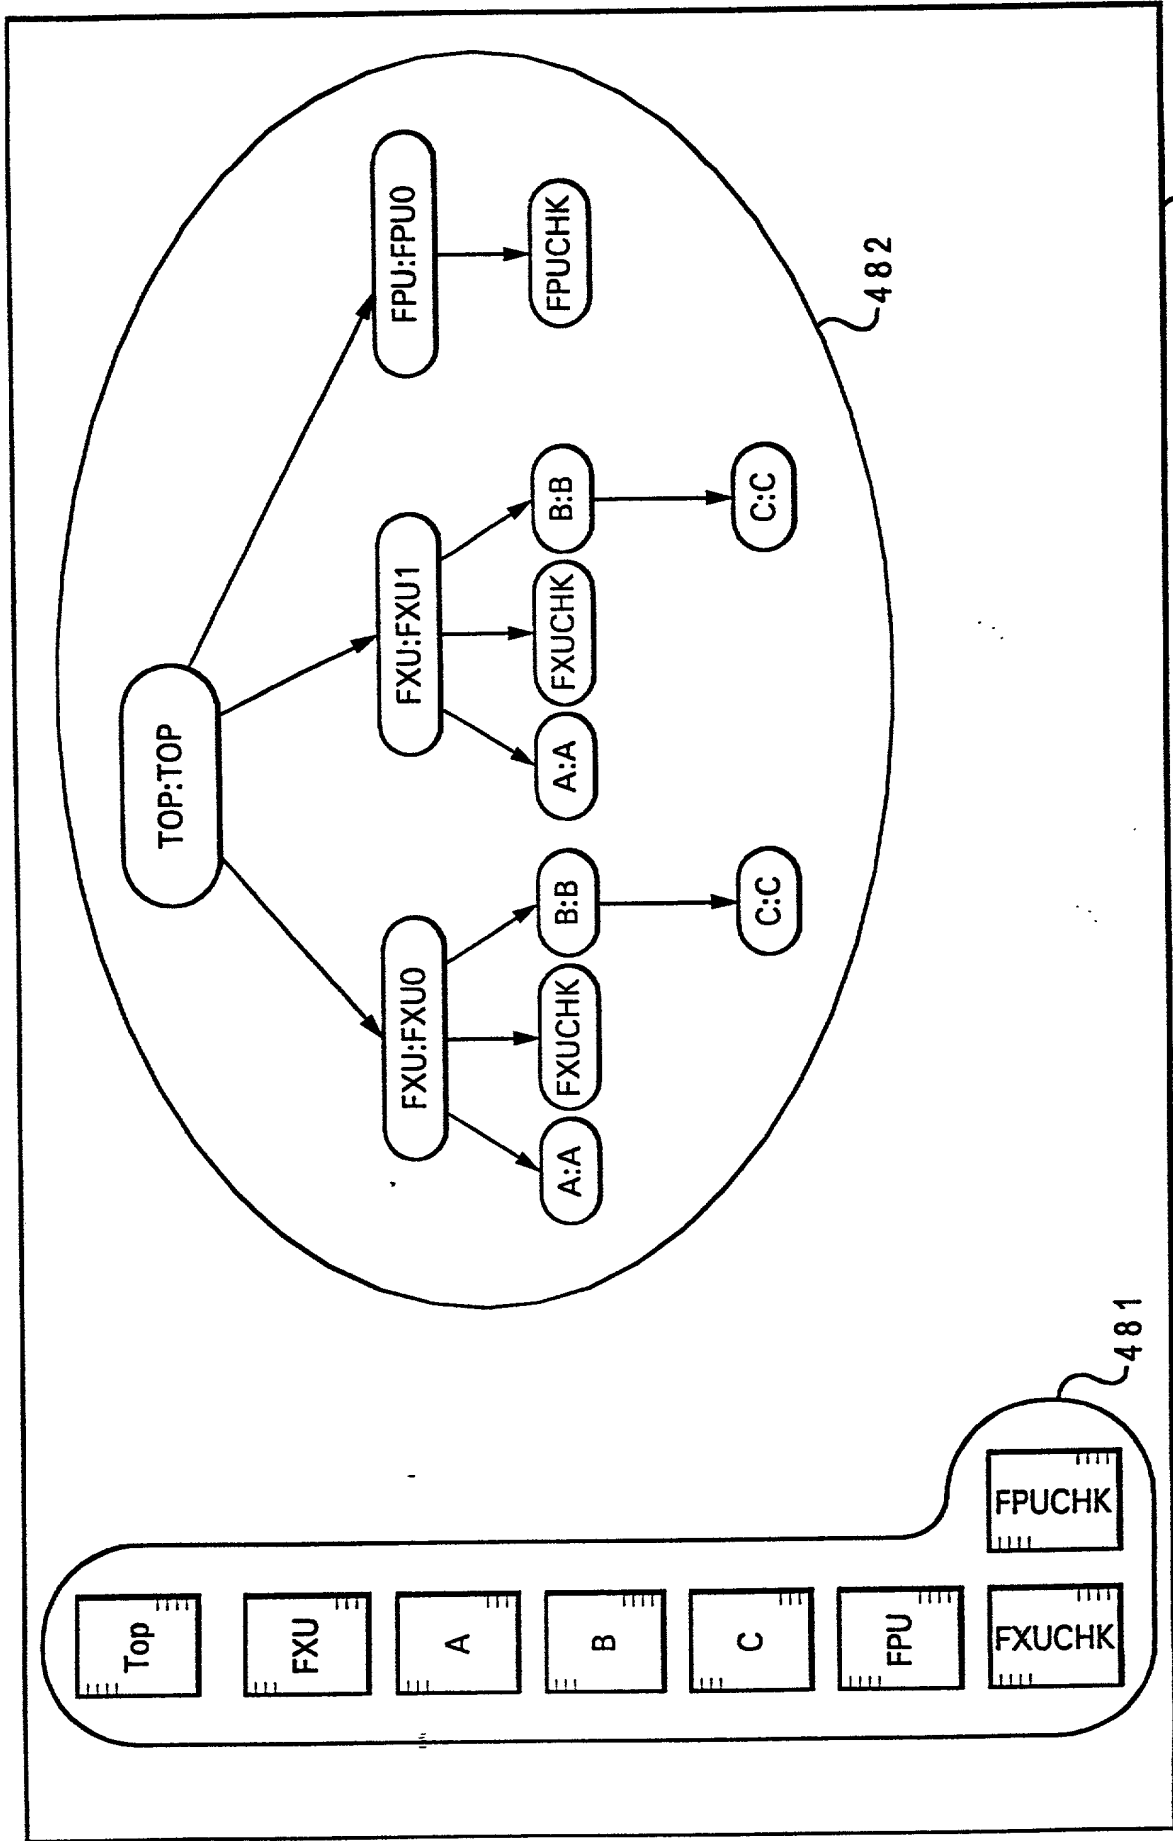 Top
FXU
A
B
C
FPU
FXUCHK
FPUCHK
481
TOP:TOP
FXU:FXU0
FXU:FXU1
FPU:FPU0
A:A
FXUCHK
B:B
A:A
FXUCHK
B:B
FPUCHK
C:C
C:C
482